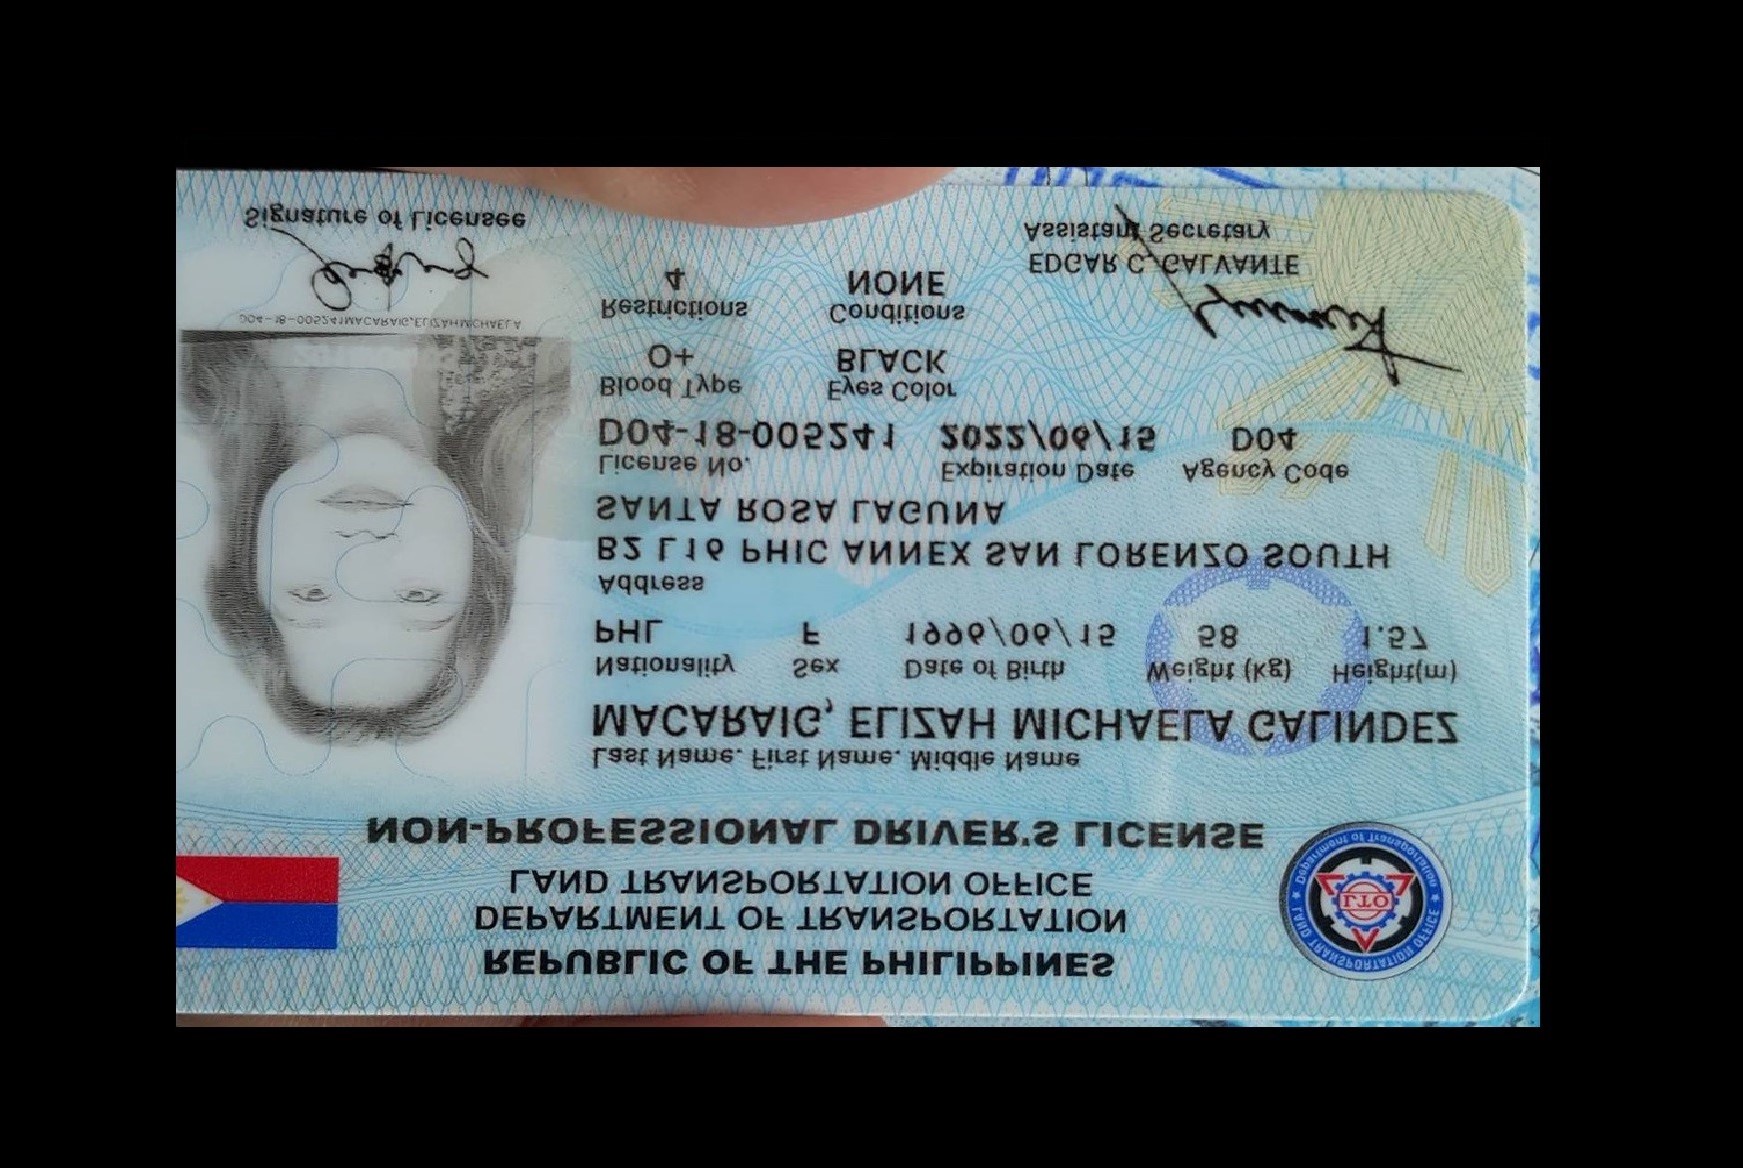 REPUBLIC OF THE PHILIPPINES
DEPARTMENT OF TRANSPORTATION
LAND TRANSPORTATION OFFICE
NON-PROFESSIONAL DRIVER'S LICENSE
LTO
Department of Transportation
LAND TRANSPORTATION OFFICE
Last Name. First Name. Middle Name
MACARAIG, ELIZAH MICHAELA GALINDEZ
Nationality Sex Date of Birth Weight (kg) Height(m)
PHL F 1996/06/15 58 1.57
Address
B2 L16 PHIC ANNEX SAN LORENZO SOUTH
SANTA ROSA LAGUNA
License No. Expiration Date Agency Code
D04-18-005241 2022/06/15 D04
Blood Type Eyes Color
O+ BLACK
Restrictions Conditions
4 NONE
D04-18-005241MACARAIG,ELIZAHMICHAELA
Signature of Licensee
EDGAR C. GALVANTE
Assistant Secretary